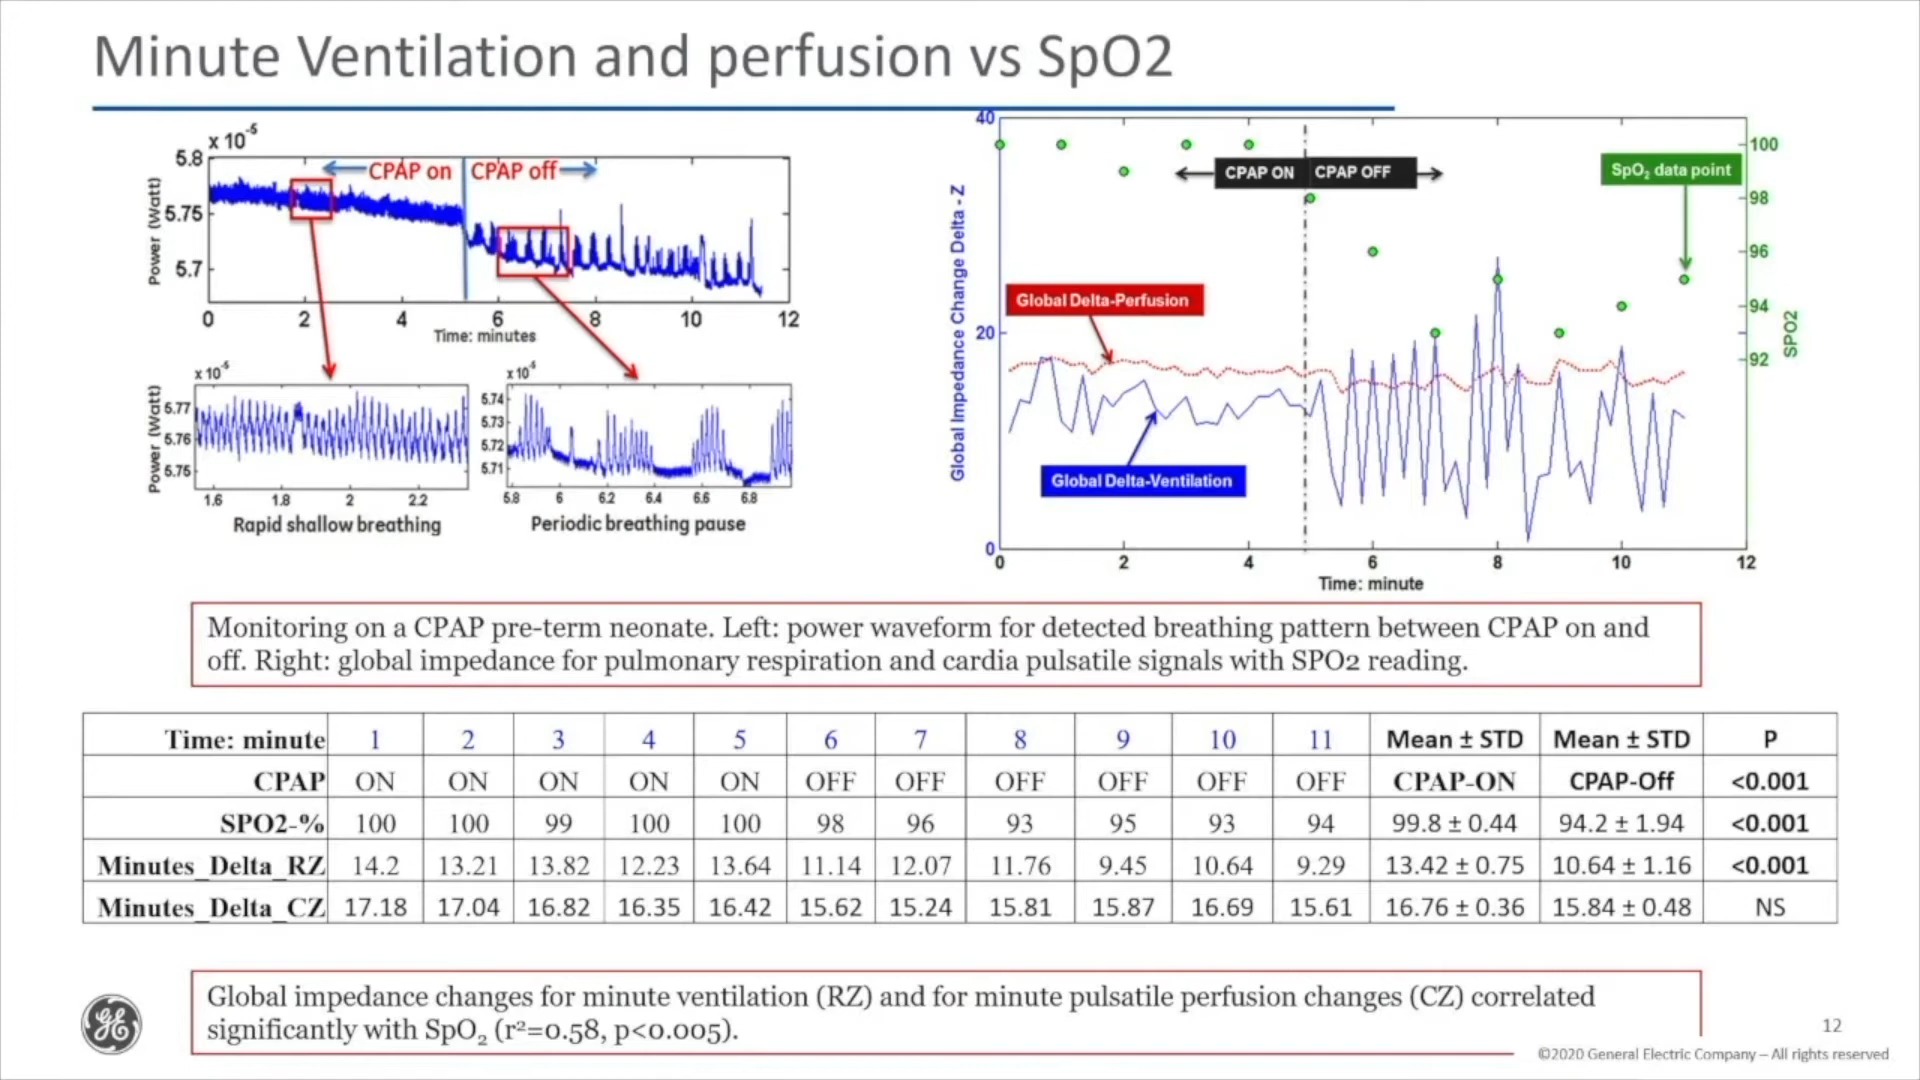 Minute Ventilation and perfusion vs SpO2
x 10-5
5.8
5.75
5.7
Power (Watt)
CPAP on
CPAP off
0 2 4 6 8 10 12
Time: minutes
x 10-5
5.77
5.76
5.75
Power (Watt)
1.6 1.8 2 2.2
Rapid shallow breathing
5.74
5.73
5.72
5.71
5.8 6 6.2 6.4 6.6 6.8
Periodic breathing pause
40
20
0
Global Impedance Change Delta - Z
CPAP ON CPAP OFF
SpO2 data point
Global Delta-Perfusion
Global Delta-Ventilation
100
98
96
94
92
SPO2
0 2 4 6 8 10 12
Time: minute
Monitoring on a CPAP pre-term neonate. Left: power waveform for detected breathing pattern between CPAP on and
off. Right: global impedance for pulmonary respiration and cardia pulsatile signals with SPO2 reading.
Time: minute 1 2 3 4 5 6 7 8 9 10 11 Mean ± STD Mean ± STD P
CPAP ON ON ON ON ON OFF OFF OFF OFF OFF OFF CPAP-ON CPAP-Off <0.001
SPO2-% 100 100 99 100 100 98 96 93 95 93 94 99.8 ± 0.44 94.2 ± 1.94 <0.001
Minutes_Delta_RZ 14.2 13.21 13.82 12.23 13.64 11.14 12.07 11.76 9.45 10.64 9.29 13.42 ± 0.75 10.64 ± 1.16 <0.001
Minutes_Delta_CZ 17.18 17.04 16.82 16.35 16.42 15.62 15.24 15.81 15.87 16.69 15.61 16.76 ± 0.36 15.84 ± 0.48 NS
Global impedance changes for minute ventilation (RZ) and for minute pulsatile perfusion changes (CZ) correlated
significantly with SpO2 (r²=0.58, p<0.005).
GE
12
©2020 General Electric Company – All rights reserved